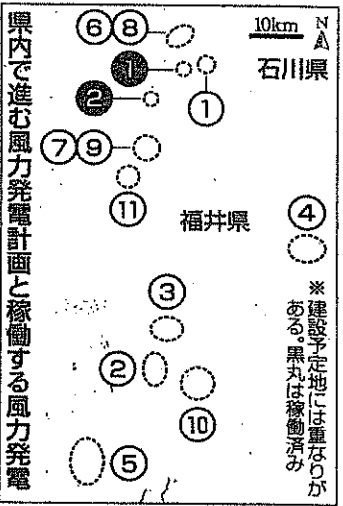 県内で進む風力発電計画と稼働する風力発電
10km N
石川県
⑥⑧
❶
①
❷
⑦⑨
⑪
福井県
④
③
②
⑩
⑤
※建設予定地には重なりが
ある。黒丸は稼働済み